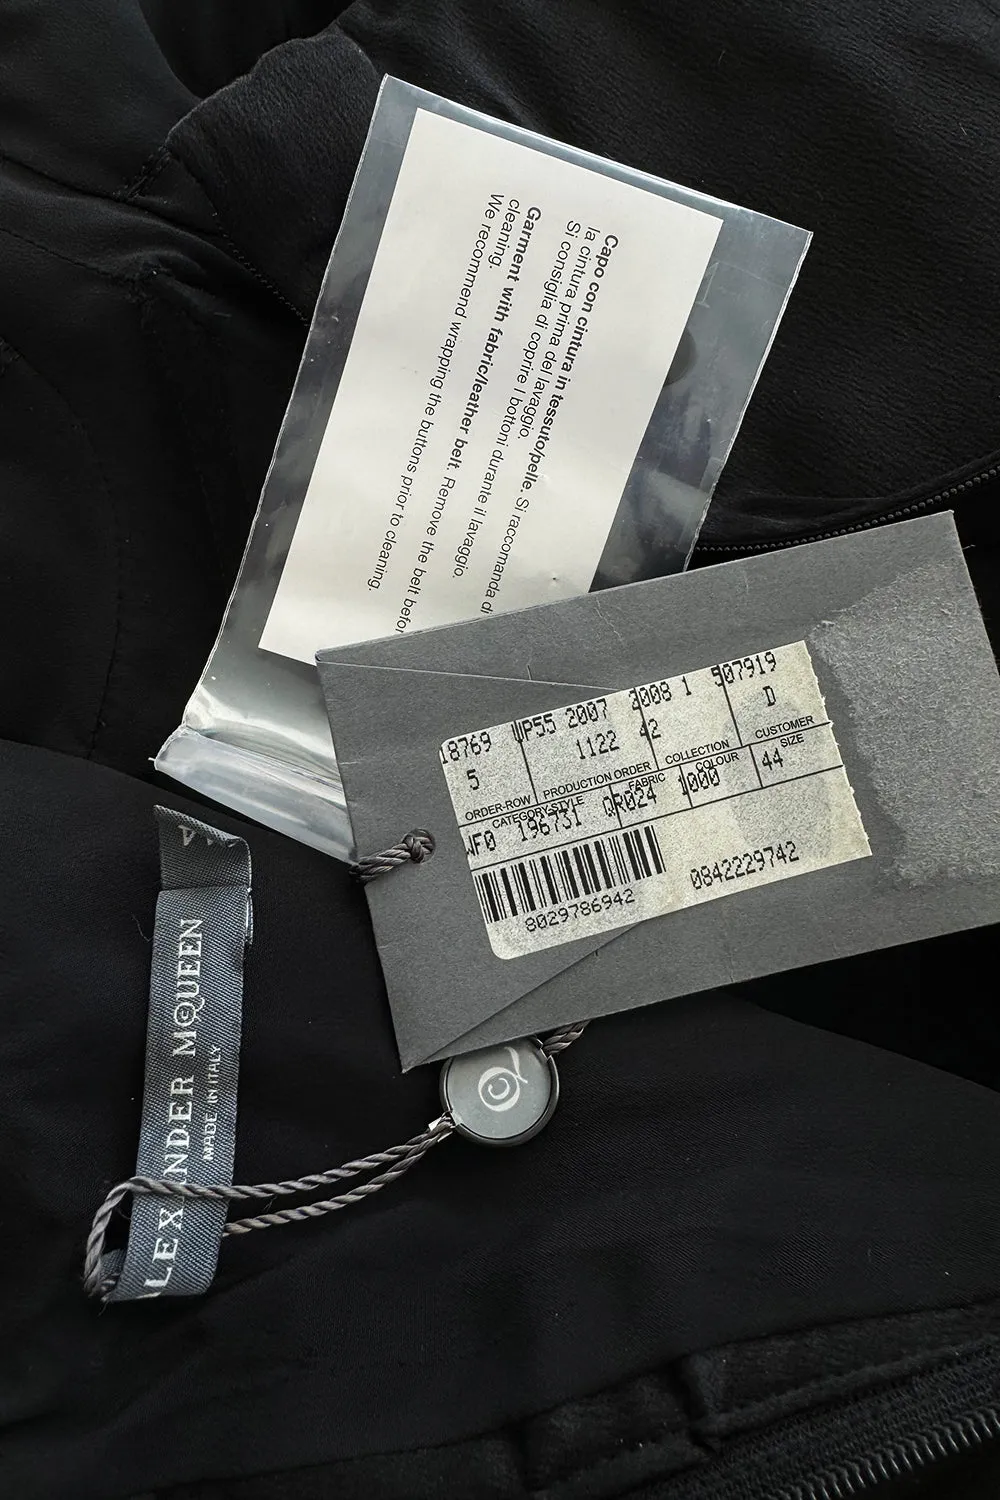 Capo con cintura in tessuto/pelle. Si raccomanda di
la cintura prima del lavaggio.
Si consiglia di coprire I bottoni durante il lavaggio.
Garment with fabric/leather belt. Remove the belt befor
cleaning.
We recommend wrapping the buttons prior to cleaning.
18769 WP55 2007 2008 1 507919
5 1122 42 D
ORDER-ROW PRODUCTION ORDER COLLECTION CUSTOMER
CATEGORY-STYLE FABRIC COLOUR SIZE
WF0 196731 QR024 1000 44
8029786942 0842229742
LEXANDER MCQUEEN
MADE IN ITALY